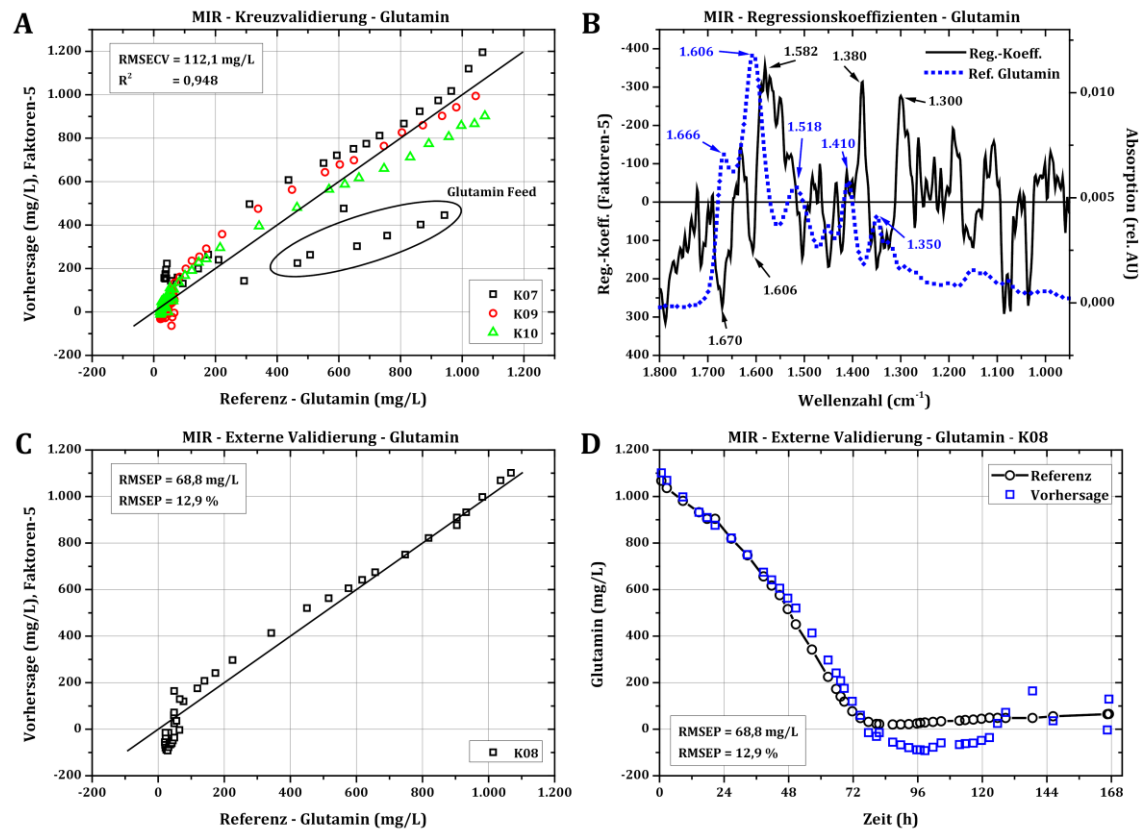 A
MIR - Kreuzvalidierung - Glutamin
RMSECV = 112,1 mg/L
R² = 0,948
Glutamin Feed
K07
K09
K10
Vorhersage (mg/L), Faktoren-5
1.200
1.000
800
600
400
200
0
-200
-200
0
200
400
600
800
1.000
1.200
Referenz - Glutamin (mg/L)
B
MIR - Regressionskoeffizienten - Glutamin
Reg.-Koeff.
Ref. Glutamin
1.606
1.582
1.380
1.300
1.666
1.518
1.410
1.350
1.606
1.670
Reg.-Koeff. (Faktoren-5)
-400
-300
-200
-100
0
100
200
300
400
0,010
0,005
0,000
Absorption (rel. AU)
1.800
1.700
1.600
1.500
1.400
1.300
1.200
1.100
1.000
Wellenzahl (cm⁻¹)
C
MIR - Externe Validierung - Glutamin
RMSEP = 68,8 mg/L
RMSEP = 12,9 %
K08
Vorhersage (mg/L), Faktoren-5
1.200
1.000
800
600
400
200
0
-200
-200
0
200
400
600
800
1.000
1.200
Referenz - Glutamin (mg/L)
D
MIR - Externe Validierung - Glutamin - K08
Referenz
Vorhersage
RMSEP = 68,8 mg/L
RMSEP = 12,9 %
Glutamin (mg/L)
1.200
1.000
800
600
400
200
0
-200
0
24
48
72
96
120
144
168
Zeit (h)